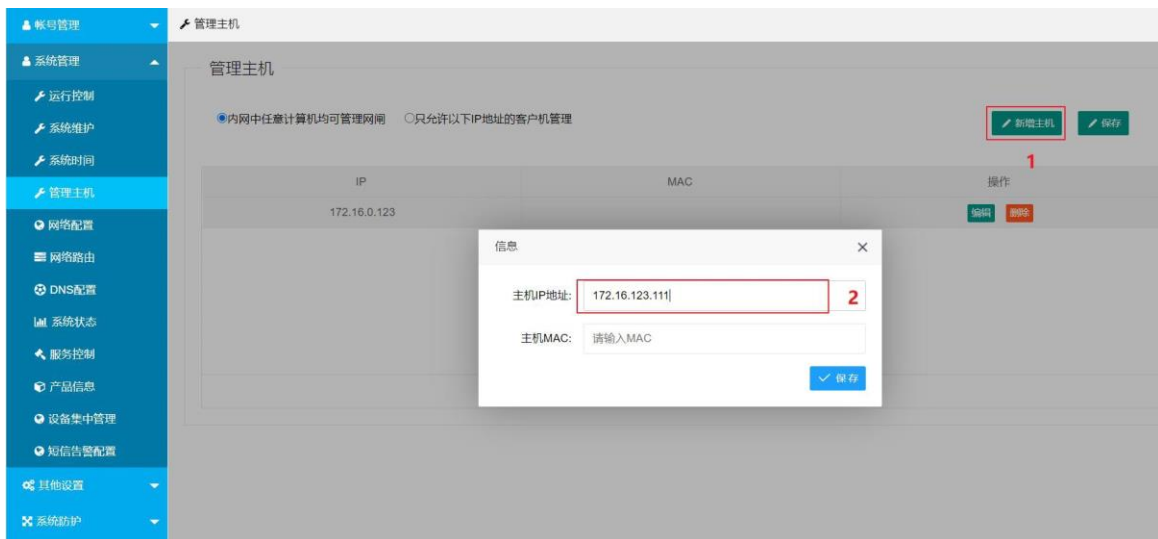 帐号管理
管理主机
系统管理
管理主机
运行控制
系统维护
系统时间
管理主机
网络配置
网络路由
DNS配置
系统状态
服务控制
产品信息
设备集中管理
短信告警配置
其他设置
系统防护
内网中任意计算机均可管理网闸 只允许以下IP地址的客户机管理
新增主机 保存
1
IP MAC 操作
172.16.0.123 编辑 删除
信息
主机IP地址: 172.16.123.111 2
主机MAC: 请输入MAC
保存